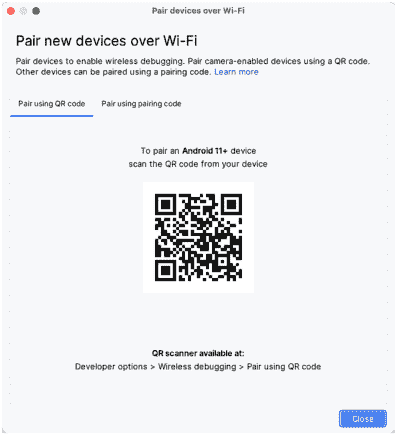 Pair devices over Wi-Fi
Pair new devices over Wi-Fi
Pair devices to enable wireless debugging. Pair camera-enabled devices using a QR code.
Other devices can be paired using a pairing code. Learn more
Pair using QR code Pair using pairing code
To pair an Android 11+ device
scan the QR code from your device
QR scanner available at:
Developer options > Wireless debugging > Pair using QR code
Close